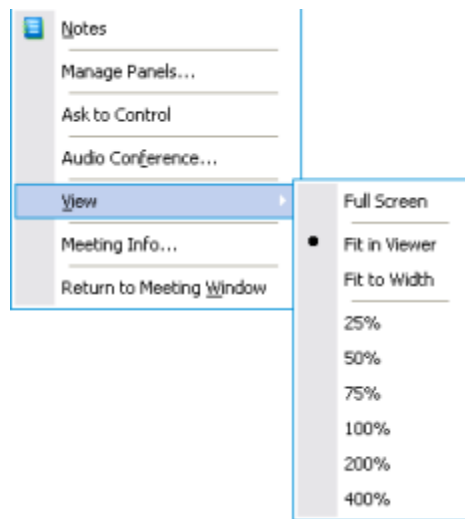 Notes
Manage Panels...
Ask to Control
Audio Conference...
View
Meeting Info...
Return to Meeting Window
Full Screen
Fit in Viewer
Fit to Width
25%
50%
75%
100%
200%
400%